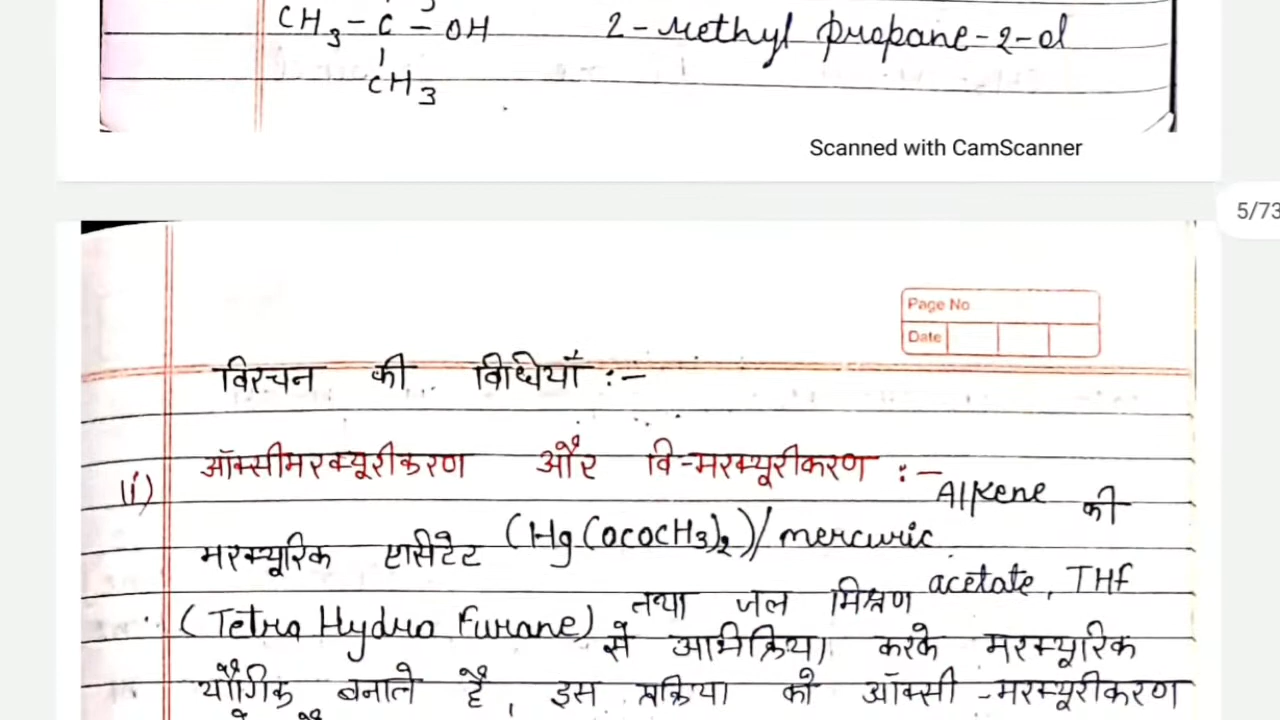 CH3 - C - OH 2-Methyl propane-2-ol
CH3
Scanned with CamScanner
5/73
Page No
Date
विरचन की विधियाँ :-
(i) ऑक्सीमरक्यूरीकरण और वि-मरक्यूरीकरण :- Alkene की
मरक्यूरिक एसीटेट (Hg(OCOCH3)2)/mercuric acetate, THF
(Tetra Hydro Furane) तथा जल मिश्रण से अभिक्रिया करके मरक्यूरिक
यौगिक बनाते हैं, इस प्रक्रिया को ऑक्सी-मरक्यूरीकरण